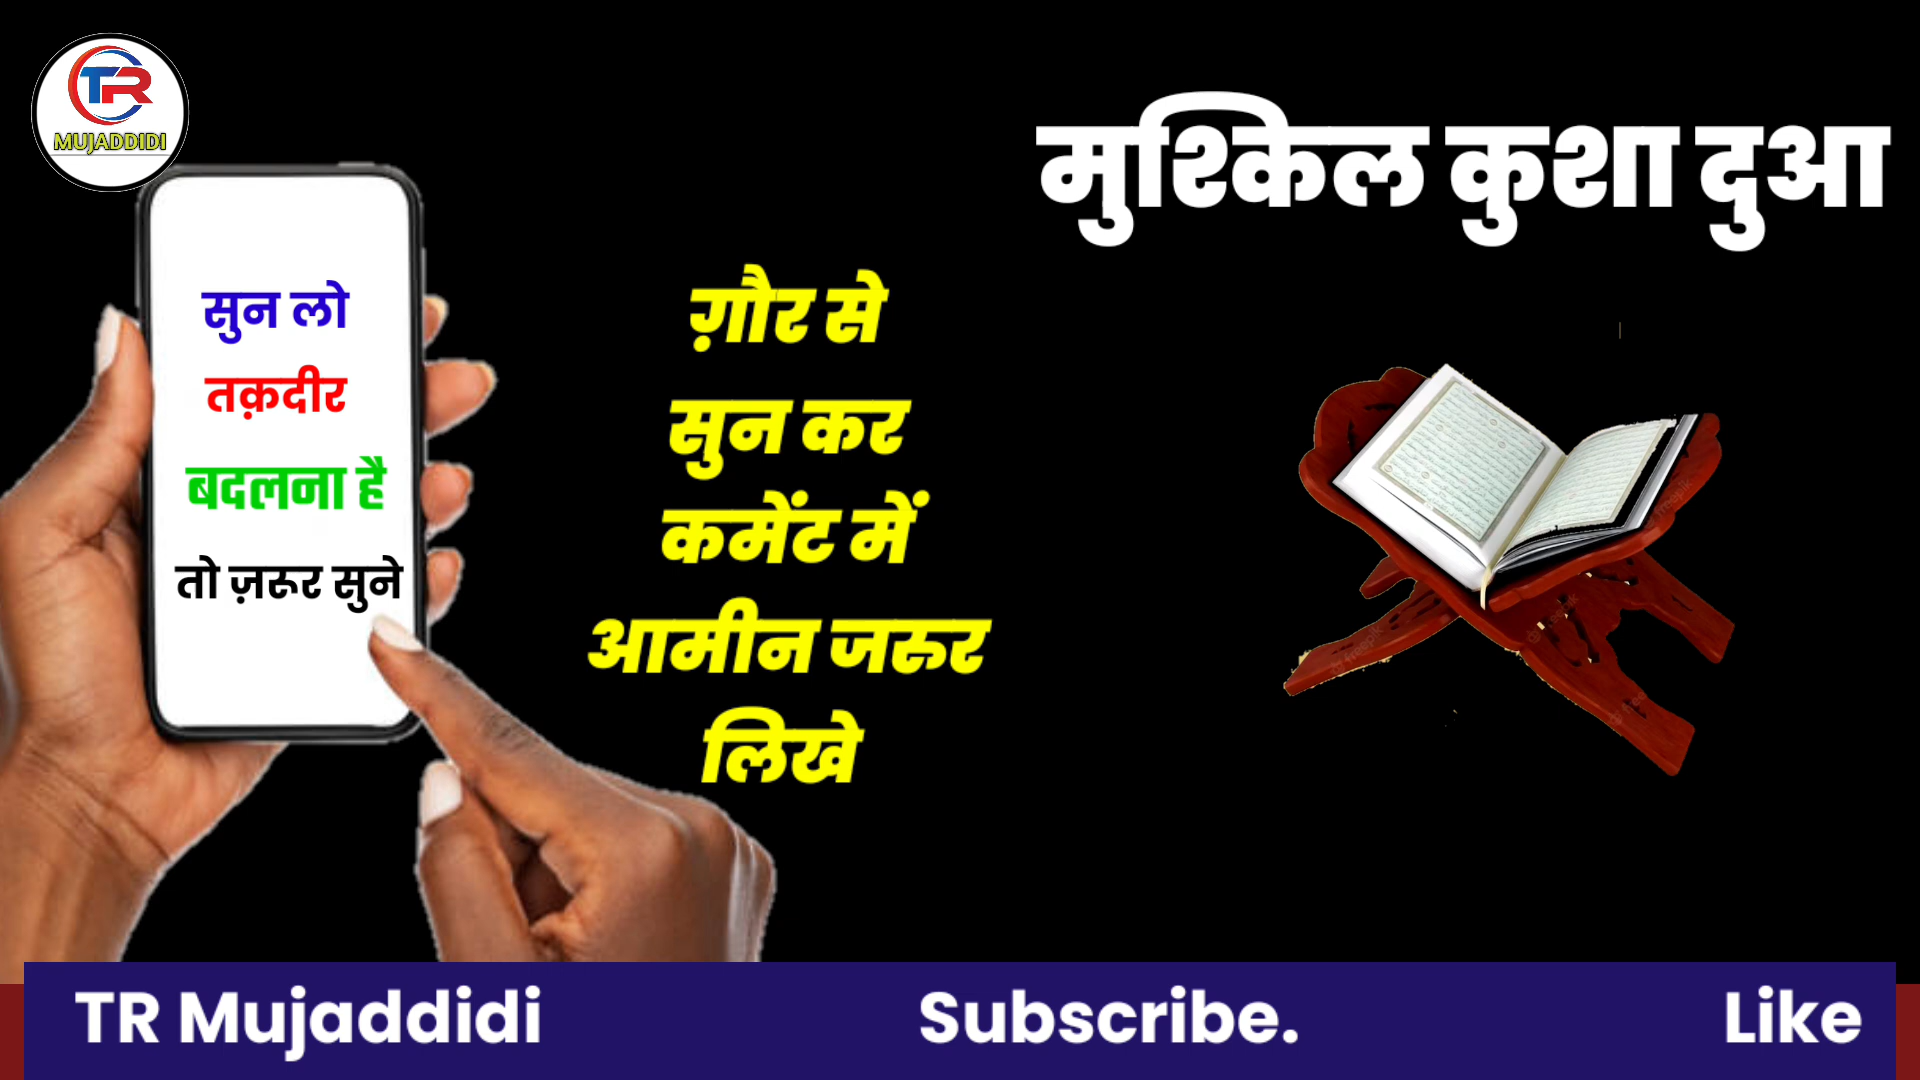 TR
MUJADDIDI
मुश्किल कुशा दुआ
सुन लो
तक़दीर
बदलना है
तो ज़रूर सुने
ग़ौर से
सुन कर
कमेंट में
आमीन जरुर
लिखे
TR Mujaddidi
Subscribe.
Like